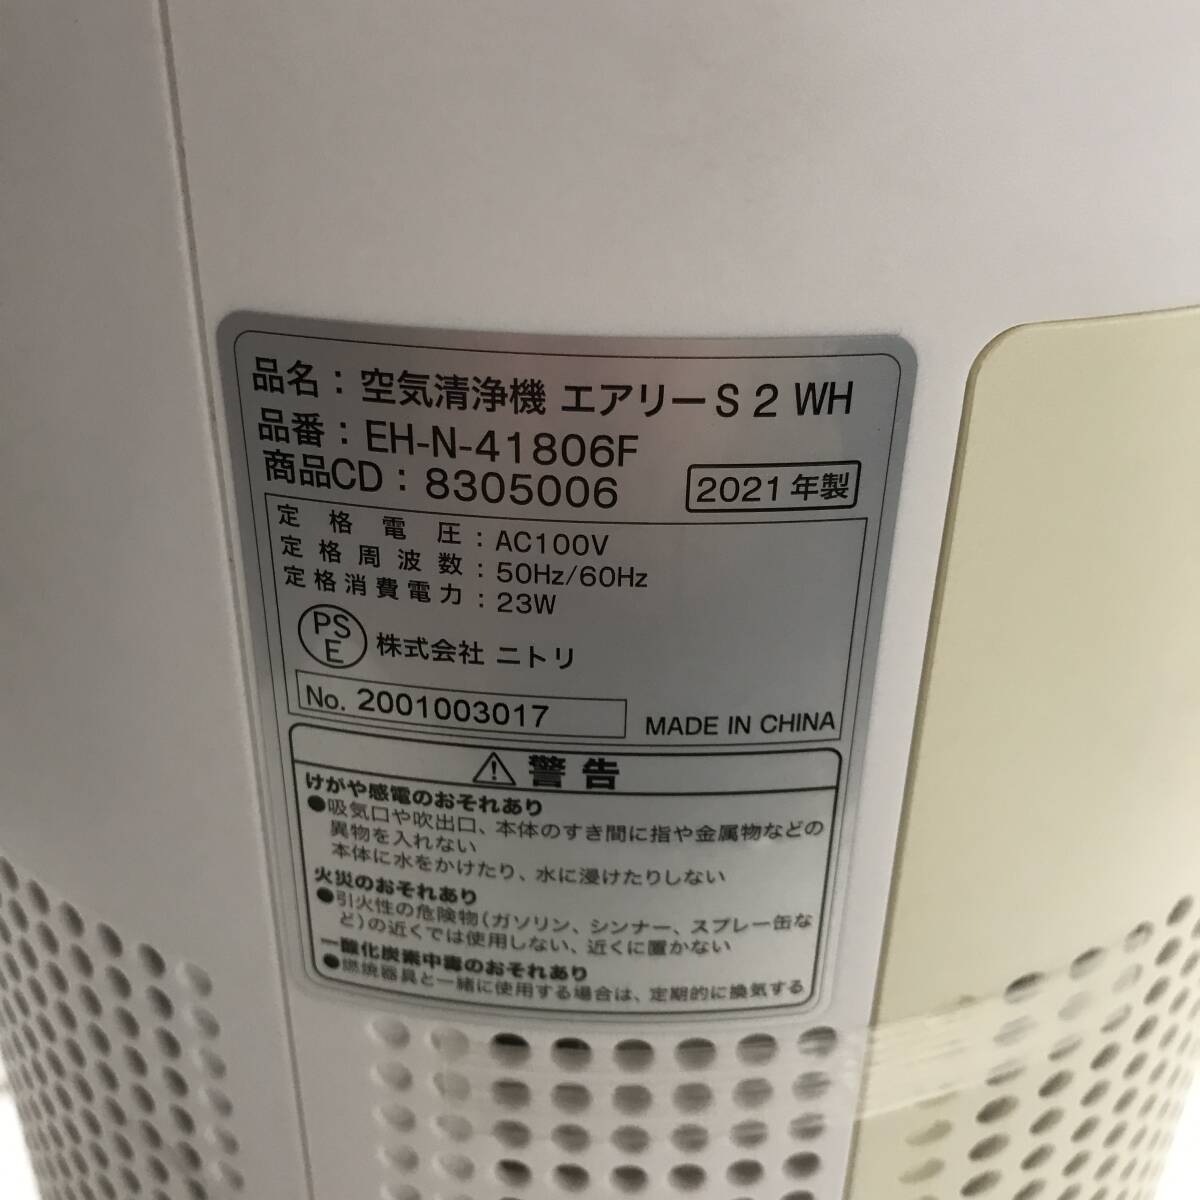 品名：空気清浄機 エアリーS 2 WH
品番：EH-N-41806F
商品CD：8305006
2021年製
定格電圧：AC100V
定格周波数：50Hz/60Hz
定格消費電力：23W
PSE 株式会社 ニトリ
No. 2001003017
MADE IN CHINA
⚠警告
けがや感電のおそれあり
●吸気口や吹出口、本体のすき間に指や金属物などの
異物を入れない
本体に水をかけたり、水に浸けたりしない
火災のおそれあり
●引火性の危険物(ガソリン、シンナー、スプレー缶な
ど)の近くでは使用しない、近くに置かない
一酸化炭素中毒のおそれあり
●燃焼器具と一緒に使用する場合は、定期的に換気する